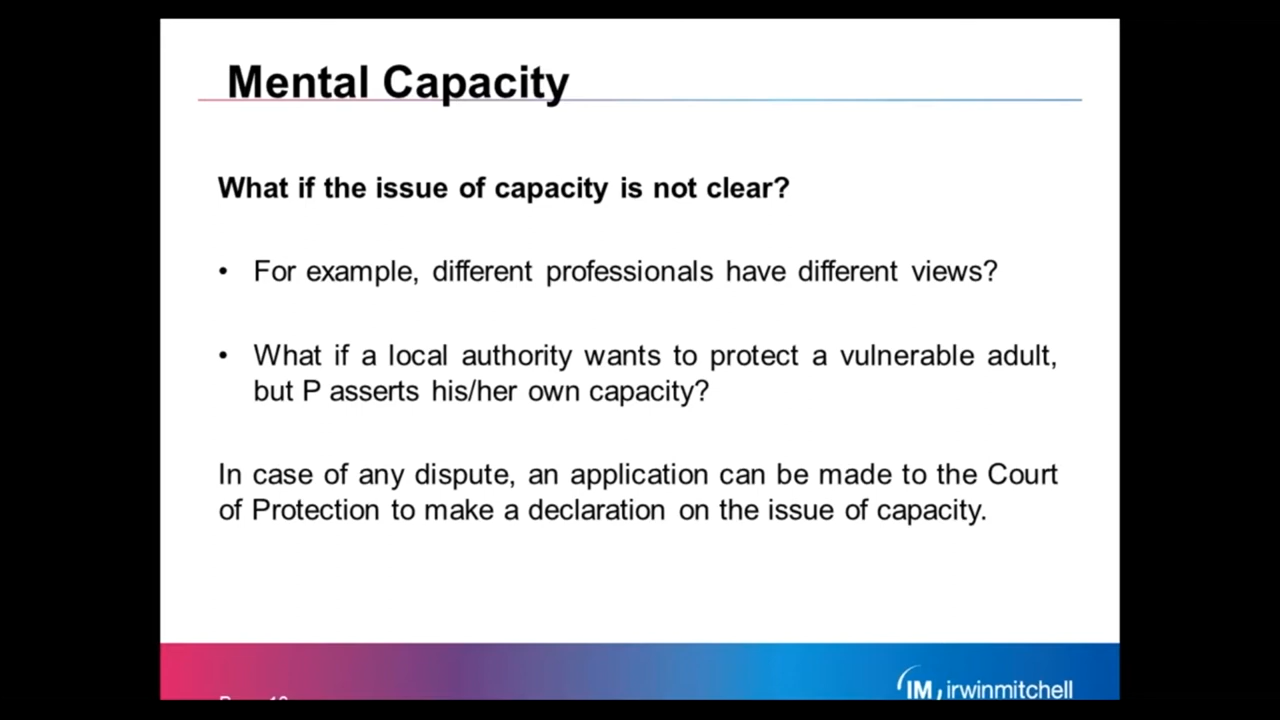 Mental Capacity
What if the issue of capacity is not clear?
• For example, different professionals have different views?
• What if a local authority wants to protect a vulnerable adult,
but P asserts his/her own capacity?
In case of any dispute, an application can be made to the Court
of Protection to make a declaration on the issue of capacity.
IM irwinmitchell